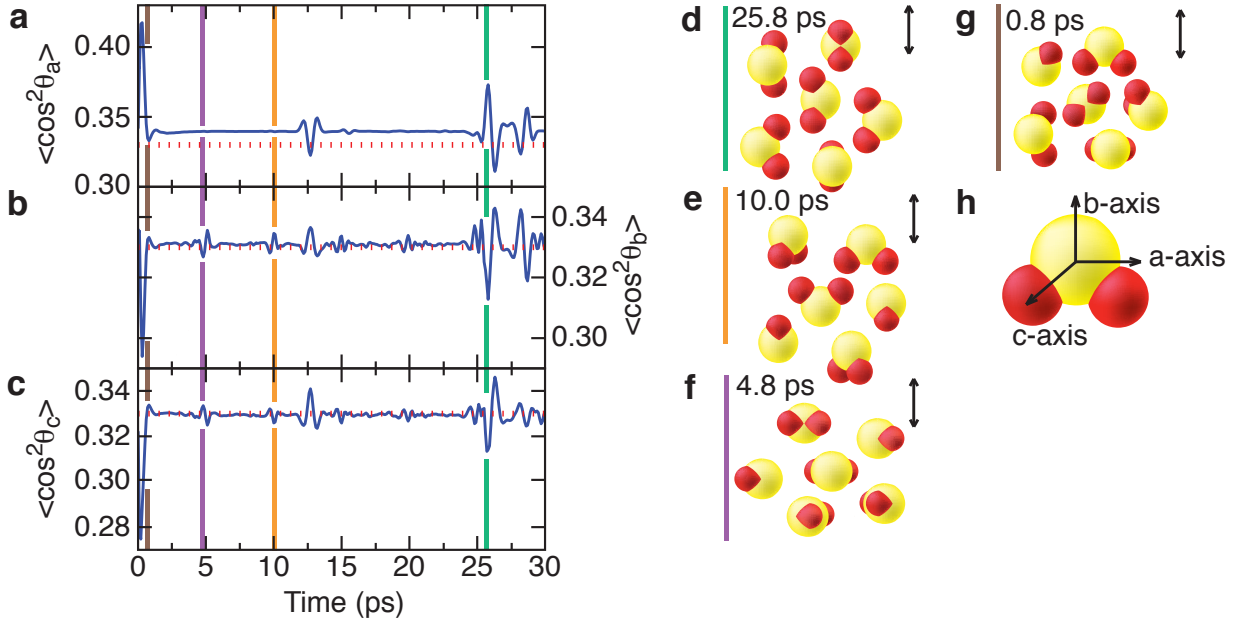 a
0.40
0.35
0.30
<cos²θa>
b
0.34
0.32
0.30
<cos²θb>
c
0.34
0.32
0.30
0.28
<cos²θc>
0 5 10 15 20 25 30
Time (ps)
d 25.8 ps
e 10.0 ps
f 4.8 ps
g 0.8 ps
h
b-axis
a-axis
c-axis